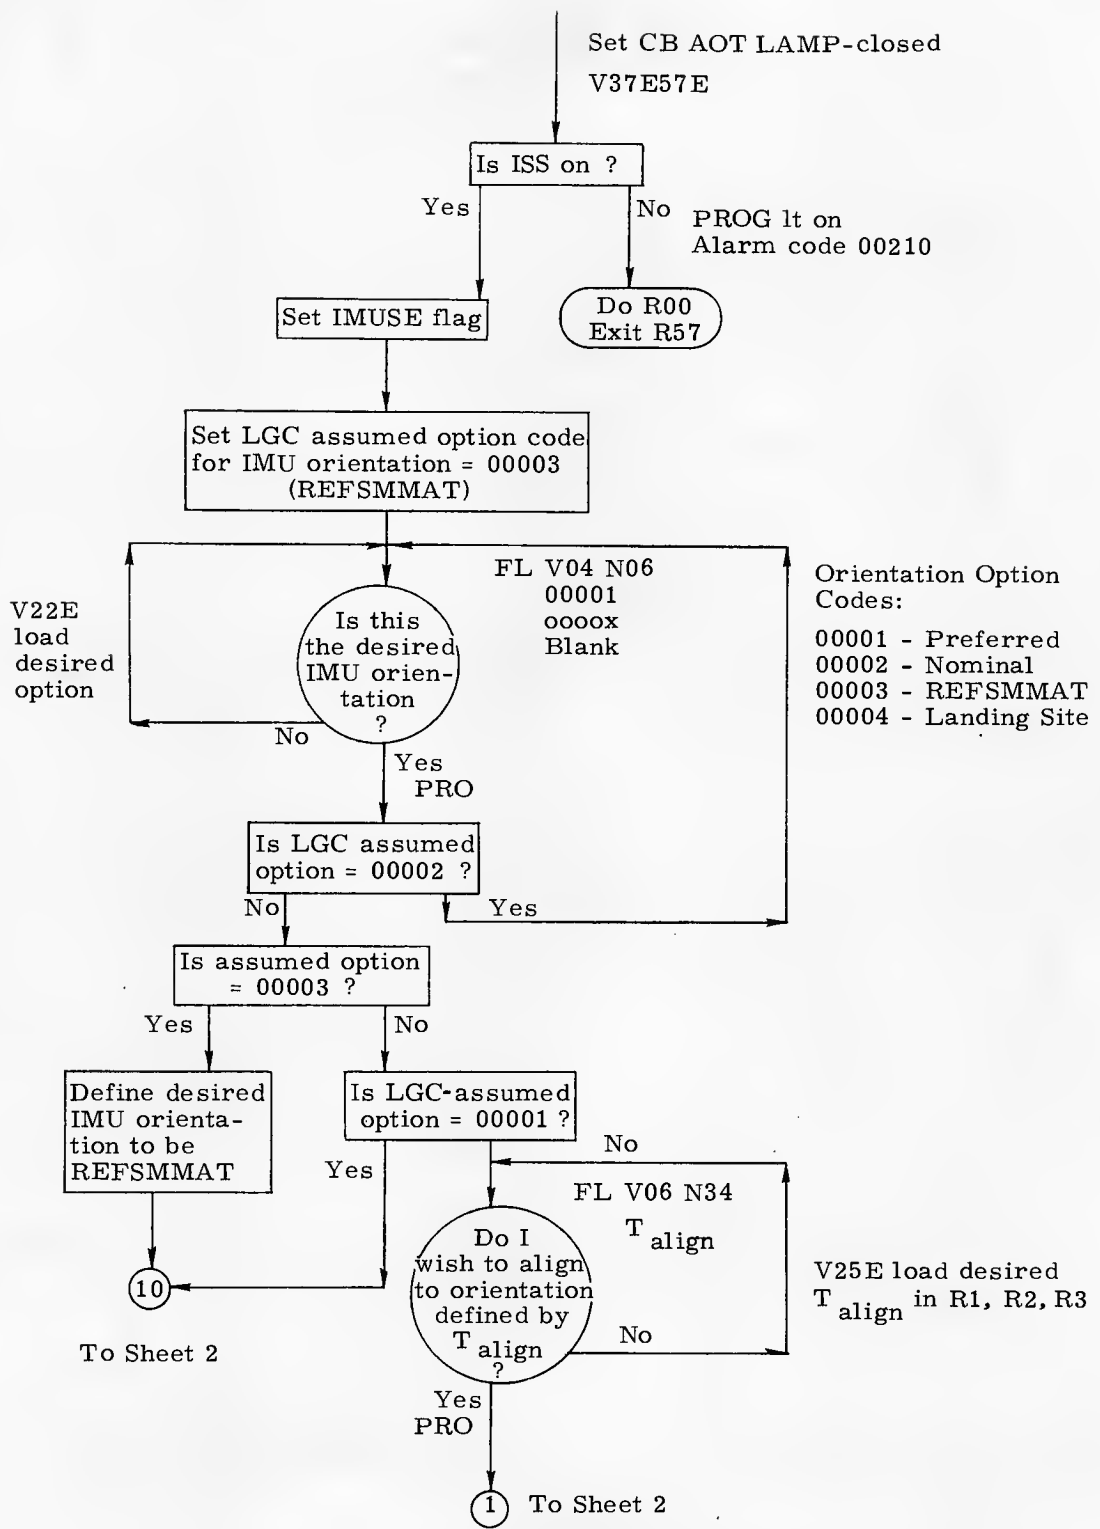 Set CB AOT LAMP-closed
V37E57E
Is ISS on ?
Yes
No
PROG lt on
Alarm code 00210
Set IMUSE flag
Do R00
Exit R57
Set LGC assumed option code
for IMU orientation = 00003
(REFSMMAT)
FL V04 N06
00001
oooox
Blank
Orientation Option
Codes:
00001 - Preferred
00002 - Nominal
00003 - REFSMMAT
00004 - Landing Site
V22E
load
desired
option
Is this
the desired
IMU orien-
tation
?
No
Yes
PRO
Is LGC assumed
option = 00002 ?
No
Yes
Is assumed option
= 00003 ?
Yes
No
Define desired
IMU orienta-
tion to be
REFSMMAT
Is LGC-assumed
option = 00001 ?
Yes
No
FL V06 N34
T align
Do I
wish to align
to orientation
defined by
T align
?
No
V25E load desired
T align in R1, R2, R3
10
To Sheet 2
Yes
PRO
1
To Sheet 2